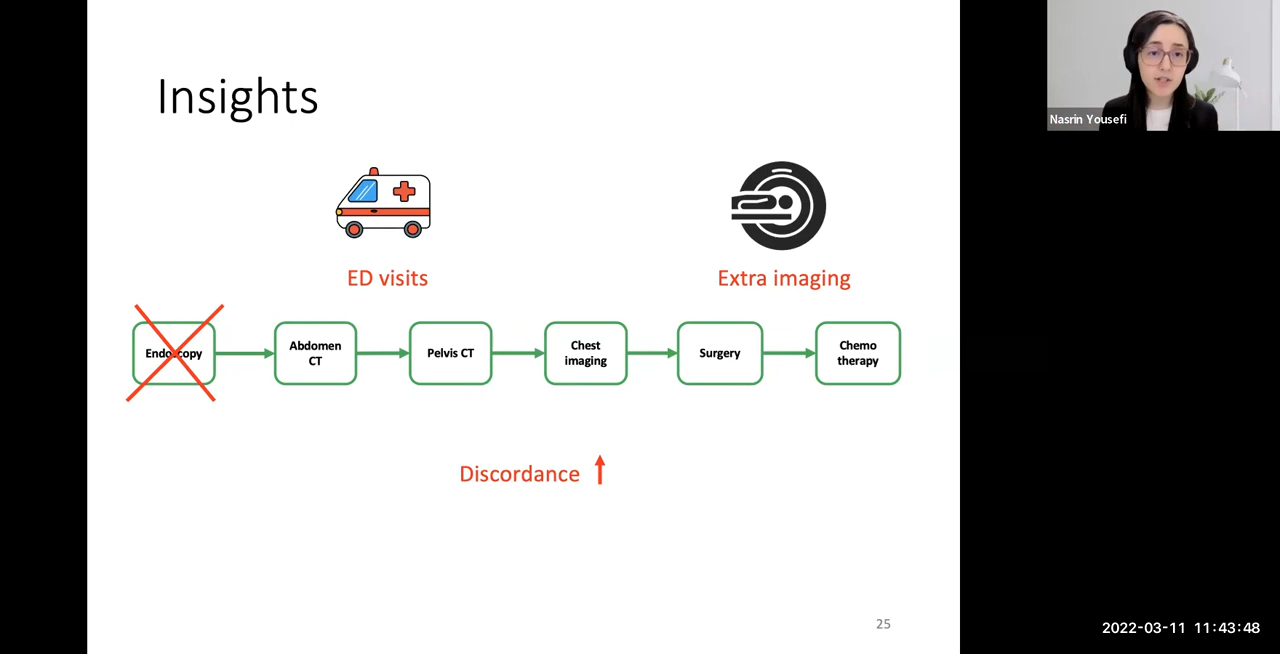 Insights
Nasrin Yousefi
ED visits
Extra imaging
Endoscopy
Abdomen
CT
Pelvis CT
Chest
imaging
Surgery
Chemo
therapy
Discordance
25
2022-03-11 11:43:48